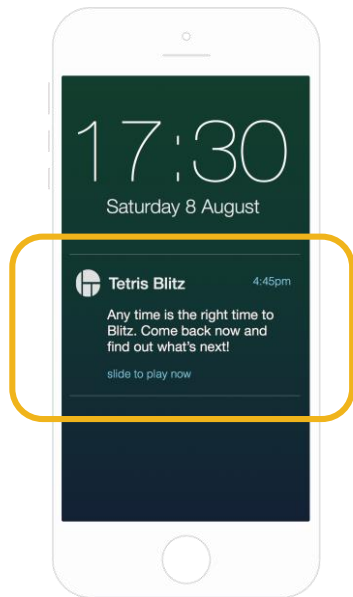 17:30
Saturday 8 August
Tetris Blitz
4:45pm
Any time is the right time to
Blitz. Come back now and
find out what's next!
slide to play now